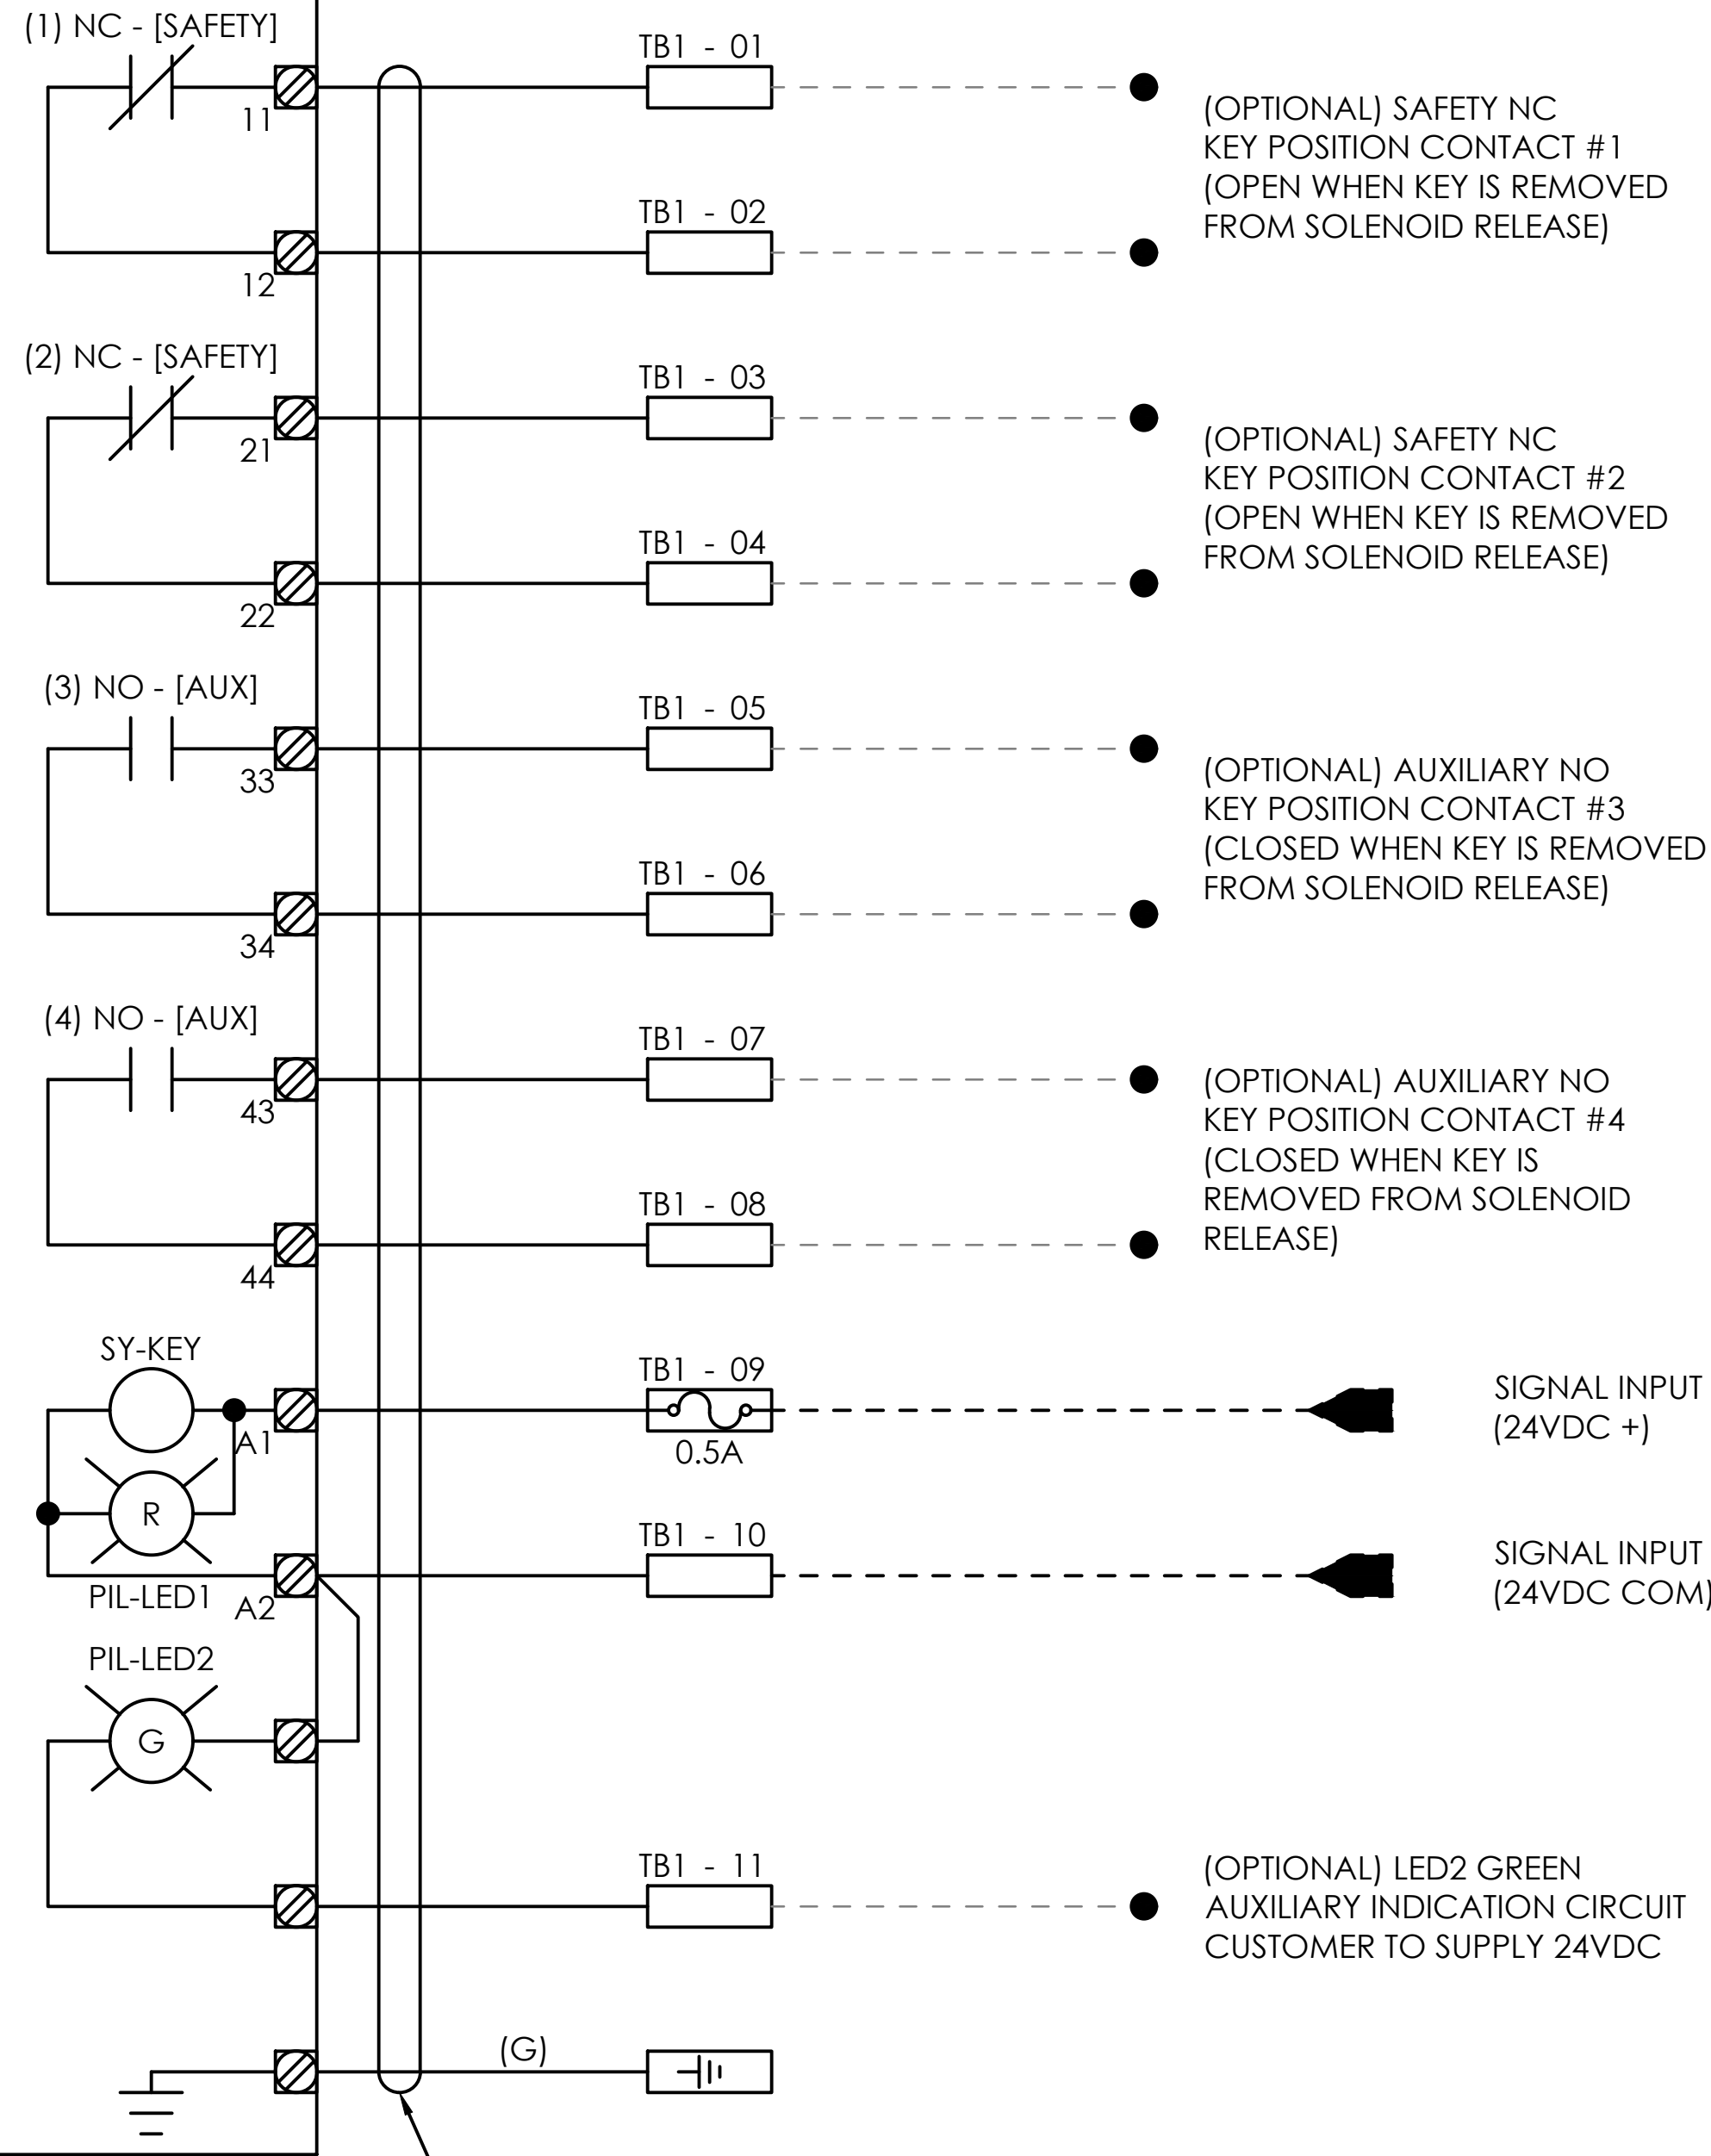 (1) NC - [SAFETY]
11
12
TB1 - 01
TB1 - 02
(OPTIONAL) SAFETY NC
KEY POSITION CONTACT #1
(OPEN WHEN KEY IS REMOVED
FROM SOLENOID RELEASE)
(2) NC - [SAFETY]
21
22
TB1 - 03
TB1 - 04
(OPTIONAL) SAFETY NC
KEY POSITION CONTACT #2
(OPEN WHEN KEY IS REMOVED
FROM SOLENOID RELEASE)
(3) NO - [AUX]
33
34
TB1 - 05
TB1 - 06
(OPTIONAL) AUXILIARY NO
KEY POSITION CONTACT #3
(CLOSED WHEN KEY IS REMOVED
FROM SOLENOID RELEASE)
(4) NO - [AUX]
43
44
TB1 - 07
TB1 - 08
(OPTIONAL) AUXILIARY NO
KEY POSITION CONTACT #4
(CLOSED WHEN KEY IS
REMOVED FROM SOLENOID
RELEASE)
SY-KEY
A1
R
PIL-LED1
A2
TB1 - 09
0.5A
SIGNAL INPUT
(24VDC +)
TB1 - 10
SIGNAL INPUT
(24VDC COM)
PIL-LED2
G
TB1 - 11
(OPTIONAL) LED2 GREEN
AUXILIARY INDICATION CIRCUIT
CUSTOMER TO SUPPLY 24VDC
(G)